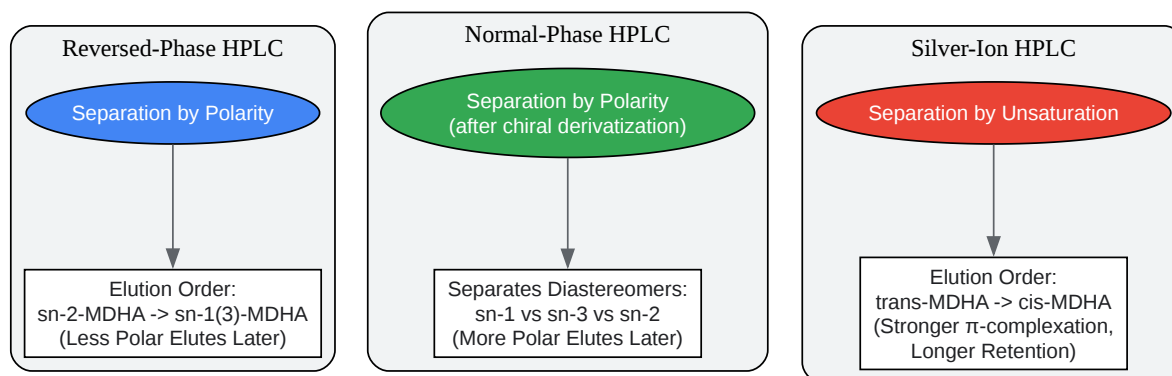 Reversed-Phase HPLC
Separation by Polarity
Elution Order:
sn-2-MDHA -> sn-1(3)-MDHA
(Less Polar Elutes Later)
Normal-Phase HPLC
Separation by Polarity
(after chiral derivatization)
Separates Diastereomers:
sn-1 vs sn-3 vs sn-2
(More Polar Elutes Later)
Silver-Ion HPLC
Separation by Unsaturation
Elution Order:
trans-MDHA -> cis-MDHA
(Stronger π-complexation,
Longer Retention)